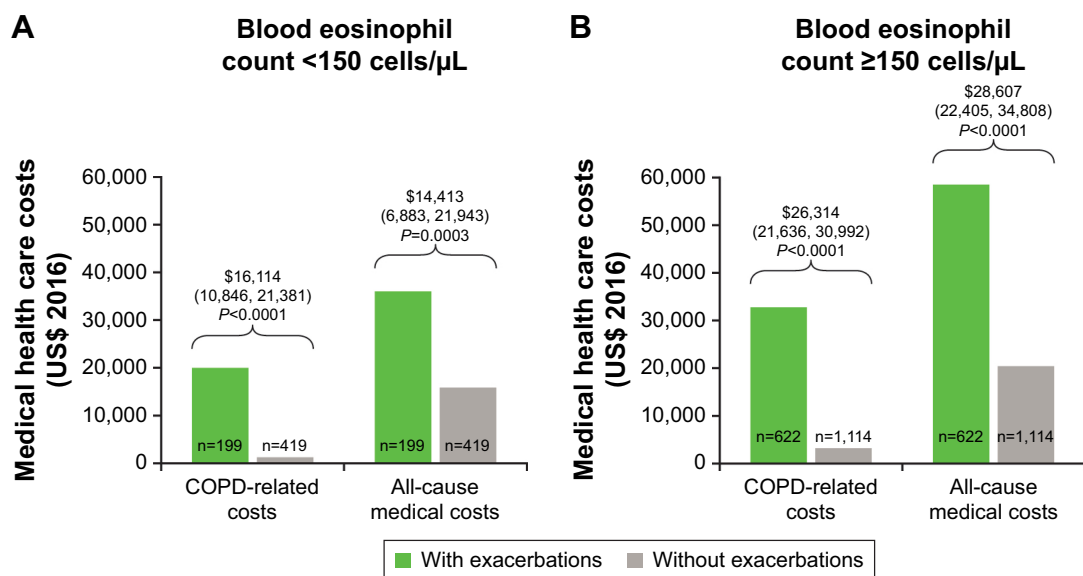 A
Blood eosinophil
count <150 cells/µL
Medical health care costs
(US$ 2016)
60,000
50,000
40,000
30,000
20,000
10,000
0
$16,114
(10,846, 21,381)
P<0.0001
$14,413
(6,883, 21,943)
P=0.0003
n=199
n=419
n=199
n=419
COPD-related
costs
All-cause
medical costs
B
Blood eosinophil
count ≥150 cells/µL
Medical health care costs
(US$ 2016)
60,000
50,000
40,000
30,000
20,000
10,000
0
$26,314
(21,636, 30,992)
P<0.0001
$28,607
(22,405, 34,808)
P<0.0001
n=622
n=1,114
n=622
n=1,114
COPD-related
costs
All-cause
medical costs
With exacerbations
Without exacerbations